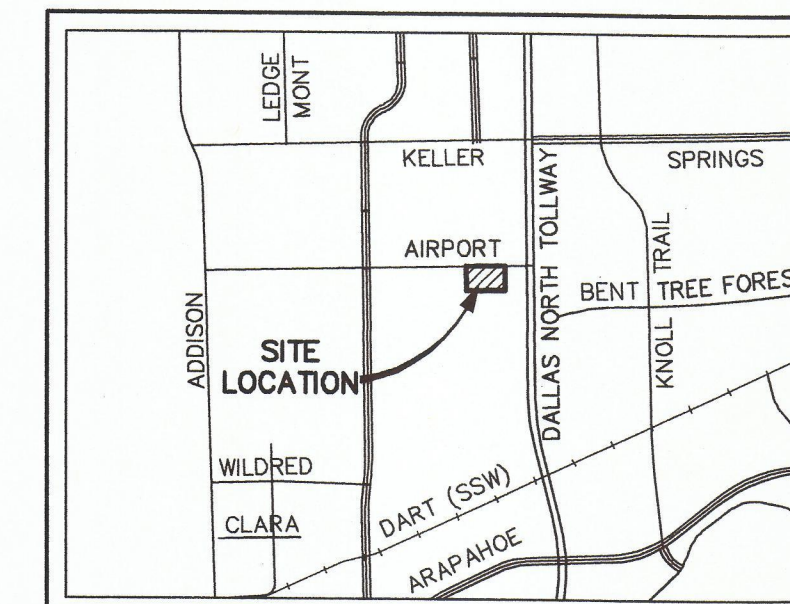 LEDGE
MONT
KELLER
SPRINGS
AIRPORT
DALLAS NORTH TOLLWAY
KNOLL TRAIL
BENT TREE FORES
ADDISON
SITE
LOCATION
WILDRED
CLARA
DART (SSW)
ARAPAHOE